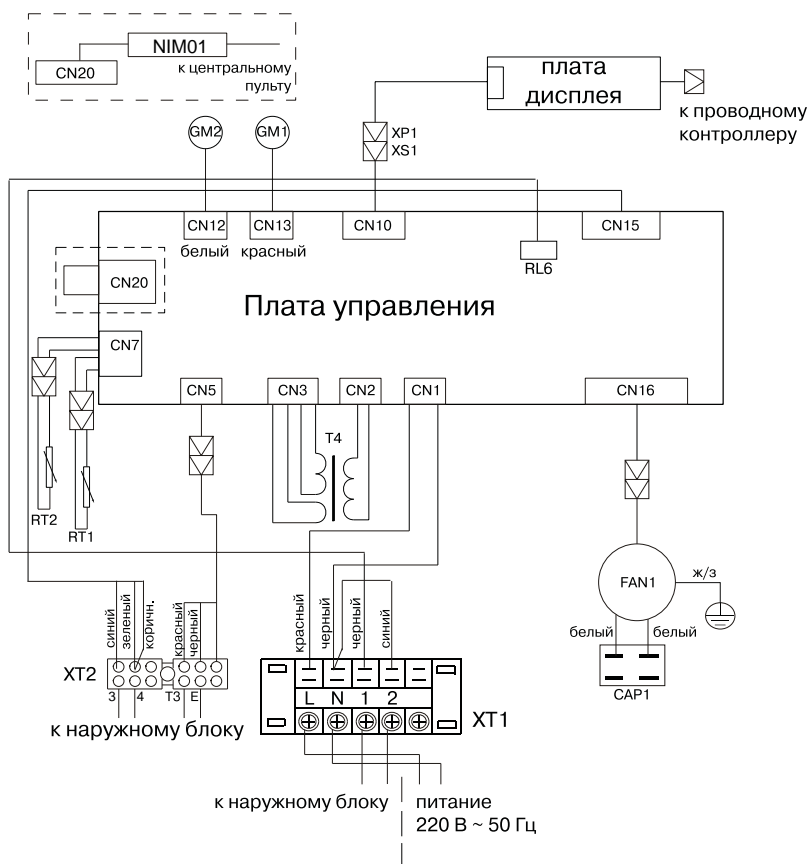 NIM01
CN20
к центральному
пульту
плата
дисплея
к проводному
контроллеру
GM2
GM1
XP1
XS1
CN12
CN13
CN10
CN15
белый
красный
RL6
CN20
Плата управления
CN7
CN5
CN3
CN2
CN1
CN16
T4
RT2
RT1
FAN1
ж/з
белый
белый
CAP1
синий
зеленый
коричн.
красный
черный
красный
черный
черный
синий
XT2
3
4
T3
E
к наружному блоку
L
N
1
2
XT1
к наружному блоку
питание
220 В ~ 50 Гц